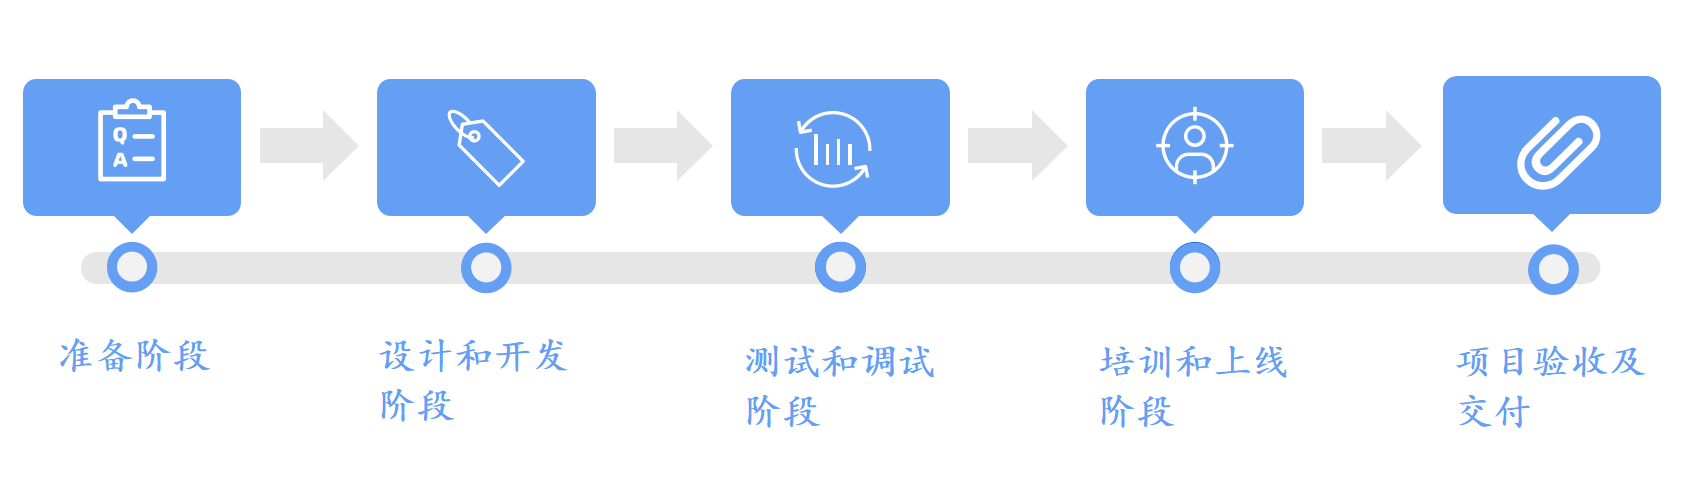 Q
A
准备阶段
设计和开发
阶段
测试和调试
阶段
培训和上线
阶段
项目验收及
交付